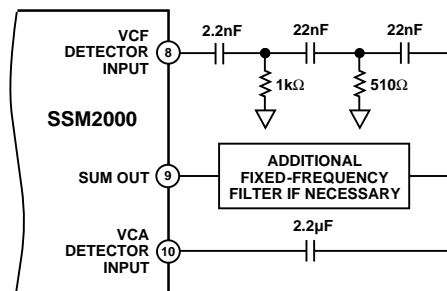 VCF
DETECTOR
INPUT
8
2.2nF
22nF
22nF
1kΩ
510Ω
SSM2000
SUM OUT
9
ADDITIONAL
FIXED-FREQUENCY
FILTER IF NECESSARY
VCA
DETECTOR
INPUT
10
2.2µF